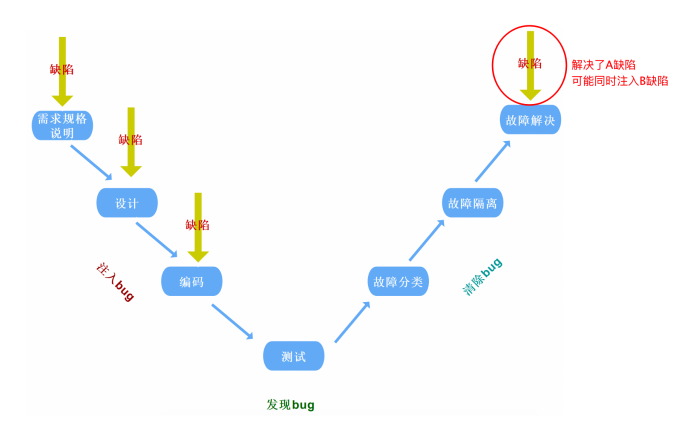 缺陷
需求规格
说明
缺陷
设计
缺陷
编码
注入bug
测试
发现bug
故障分类
清除bug
故障隔离
故障解决
缺陷
解决了A缺陷
可能同时注入B缺陷